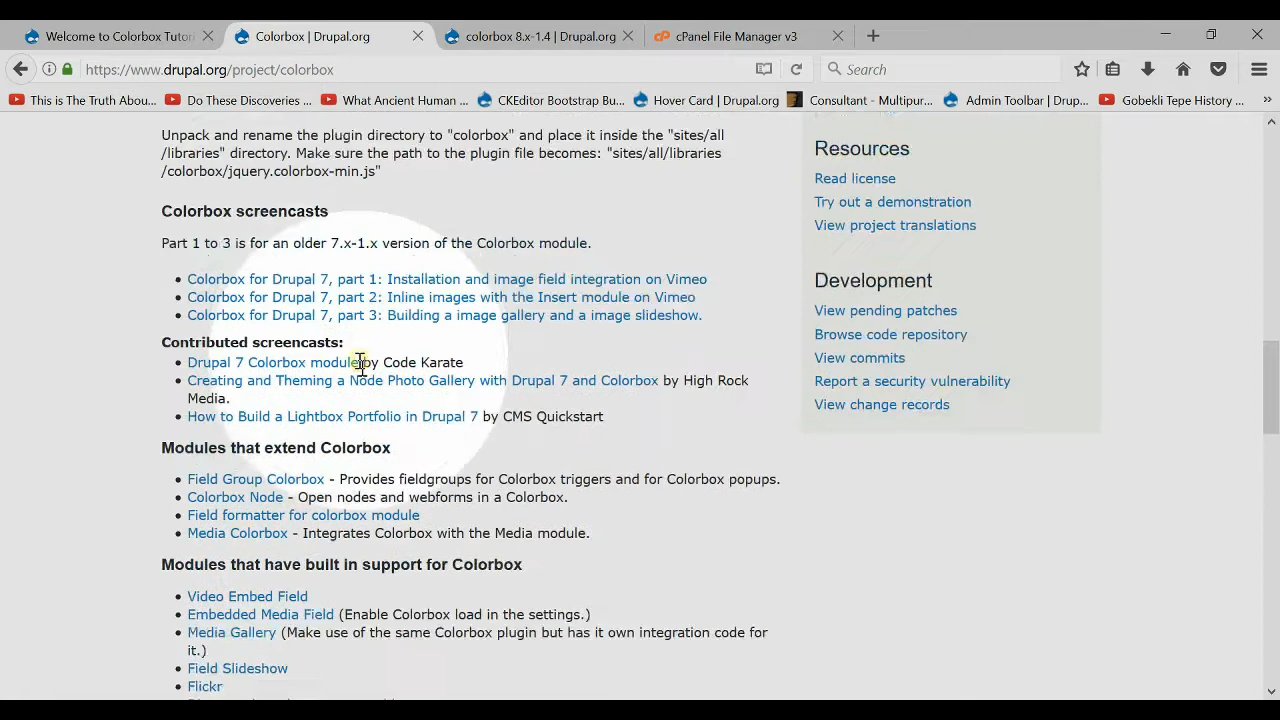 Welcome to Colorbox Tutori
Colorbox | Drupal.org
colorbox 8.x-1.4 | Drupal.org
cPanel File Manager v3
https://www.drupal.org/project/colorbox
Search
This is The Truth Abou...
Do These Discoveries ...
What Ancient Human ...
CKEditor Bootstrap Bu...
Hover Card | Drupal.org
Consultant - Multipur...
Admin Toolbar | Drup...
Gobekli Tepe History ...
Unpack and rename the plugin directory to "colorbox" and place it inside the "sites/all
/libraries" directory. Make sure the path to the plugin file becomes: "sites/all/libraries
/colorbox/jquery.colorbox-min.js"
Colorbox screencasts
Part 1 to 3 is for an older 7.x-1.x version of the Colorbox module.
Colorbox for Drupal 7, part 1: Installation and image field integration on Vimeo
Colorbox for Drupal 7, part 2: Inline images with the Insert module on Vimeo
Colorbox for Drupal 7, part 3: Building a image gallery and a image slideshow.
Contributed screencasts:
Drupal 7 Colorbox module by Code Karate
Creating and Theming a Node Photo Gallery with Drupal 7 and Colorbox by High Rock
Media.
How to Build a Lightbox Portfolio in Drupal 7 by CMS Quickstart
Modules that extend Colorbox
Field Group Colorbox - Provides fieldgroups for Colorbox triggers and for Colorbox popups.
Colorbox Node - Open nodes and webforms in a Colorbox.
Field formatter for colorbox module
Media Colorbox - Integrates Colorbox with the Media module.
Modules that have built in support for Colorbox
Video Embed Field
Embedded Media Field (Enable Colorbox load in the settings.)
Media Gallery (Make use of the same Colorbox plugin but has it own integration code for
it.)
Field Slideshow
Flickr
Resources
Read license
Try out a demonstration
View project translations
Development
View pending patches
Browse code repository
View commits
Report a security vulnerability
View change records